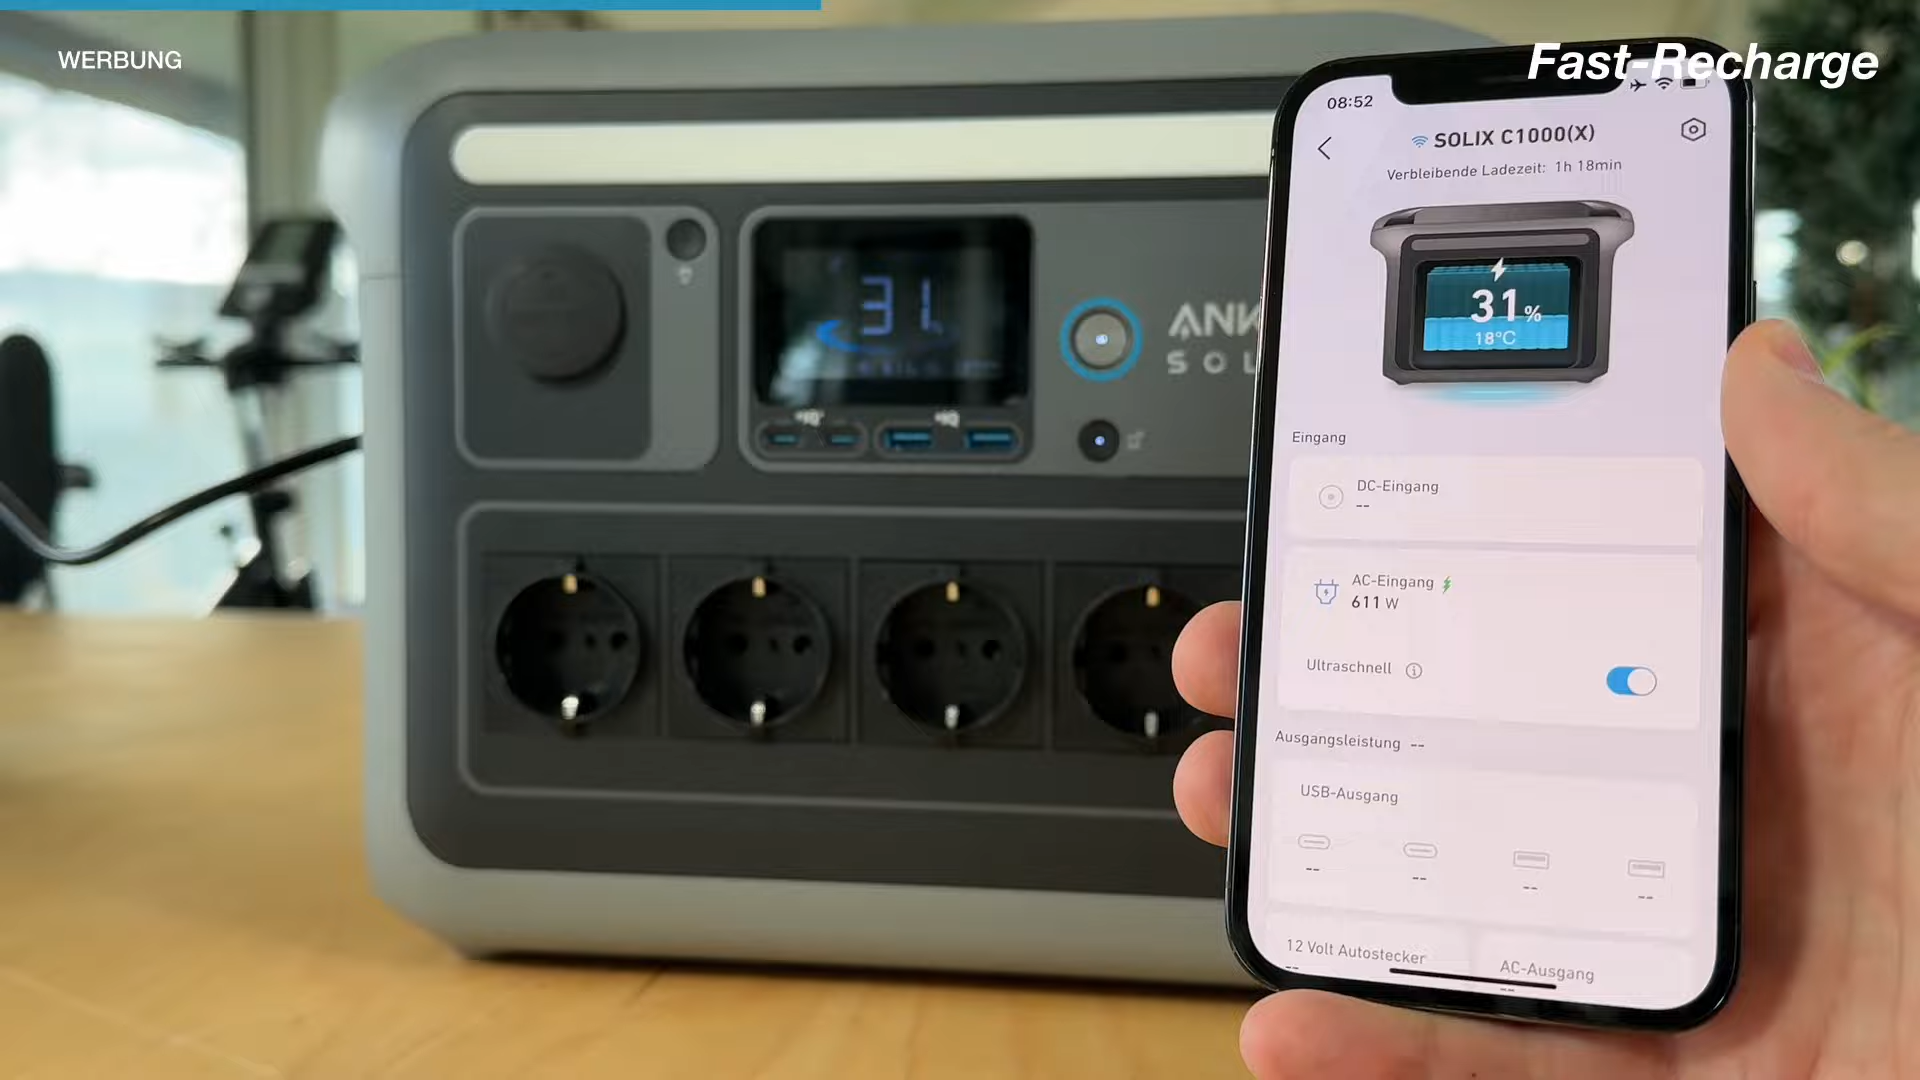 WERBUNG
Fast-Recharge
08:52
SOLIX C1000(X)
Verbleibende Ladezeit: 1h 18min
31%
18°C
Eingang
DC-Eingang
--
AC-Eingang
611 W
Ultraschnell
Ausgangsleistung --
USB-Ausgang
-- -- -- --
12 Volt Autostecker
--
AC-Ausgang
--
31
ANK
SOL